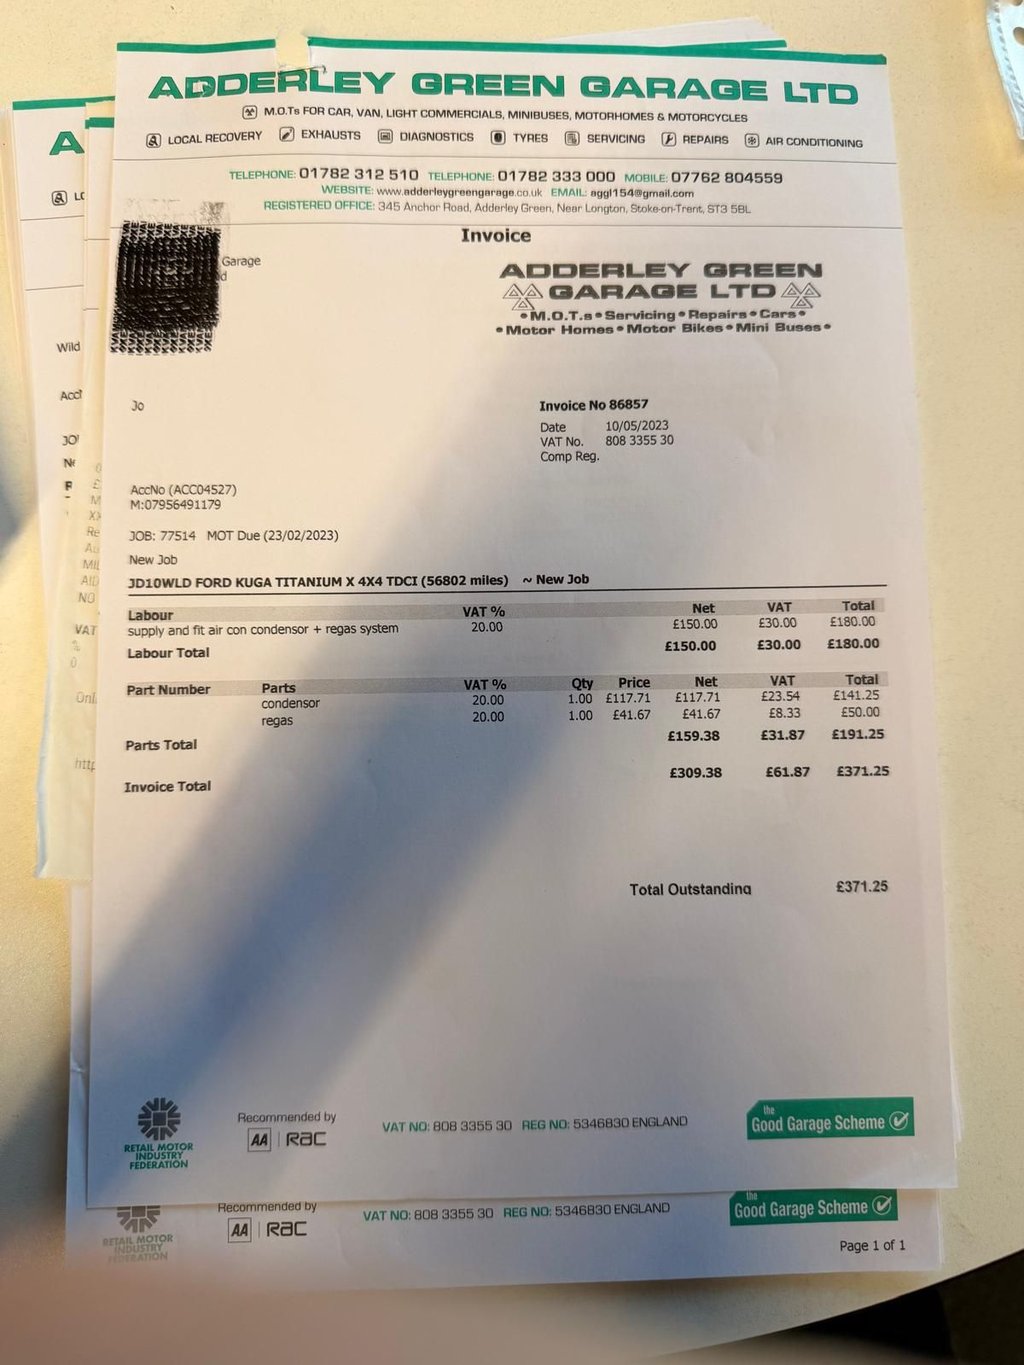 ADDERLEY GREEN GARAGE LTD
M.O.Ts FOR CAR, VAN, LIGHT COMMERCIALS, MINIBUSES, MOTORHOMES & MOTORCYCLES
LOCAL RECOVERY EXHAUSTS DIAGNOSTICS TYRES SERVICING REPAIRS AIR CONDITIONING
TELEPHONE: 01782 312 510 TELEPHONE: 01782 333 000 MOBILE: 07762 804559
WEBSITE: www.adderleygreengarage.co.uk EMAIL: aggl154@gmail.com
REGISTERED OFFICE: 345 Anchor Road, Adderley Green, Near Longton, Stoke-on-Trent, ST3 5BL
Invoice
Garage
ADDERLEY GREEN
GARAGE LTD
•M.O.T.s•Servicing•Repairs•Cars•
•Motor Homes•Motor Bikes•Mini Buses•
Jo
Invoice No 86857
Date 10/05/2023
VAT No. 808 3355 30
Comp Reg.
AccNo (ACC04527)
M:07956491179
JOB: 77514 MOT Due (23/02/2023)
New Job
JD10WLD FORD KUGA TITANIUM X 4X4 TDCI (56802 miles) ~ New Job
Labour VAT % Net VAT Total
supply and fit air con condensor + regas system 20.00 £150.00 £30.00 £180.00
Labour Total £150.00 £30.00 £180.00
Part Number Parts VAT % Qty Price Net VAT Total
condensor 20.00 1.00 £117.71 £117.71 £23.54 £141.25
regas 20.00 1.00 £41.67 £41.67 £8.33 £50.00
Parts Total £159.38 £31.87 £191.25
Invoice Total £309.38 £61.87 £371.25
Total Outstanding £371.25
RETAIL MOTOR
INDUSTRY
FEDERATION
Recommended by
AA RAC
VAT NO: 808 3355 30 REG NO: 5346830 ENGLAND
the
Good Garage Scheme
RETAIL MOTOR
INDUSTRY
FEDERATION
Recommended by
AA RAC
VAT NO: 808 3355 30 REG NO: 5346830 ENGLAND
the
Good Garage Scheme
Page 1 of 1
Wild
JO
NO
VAT
%
0